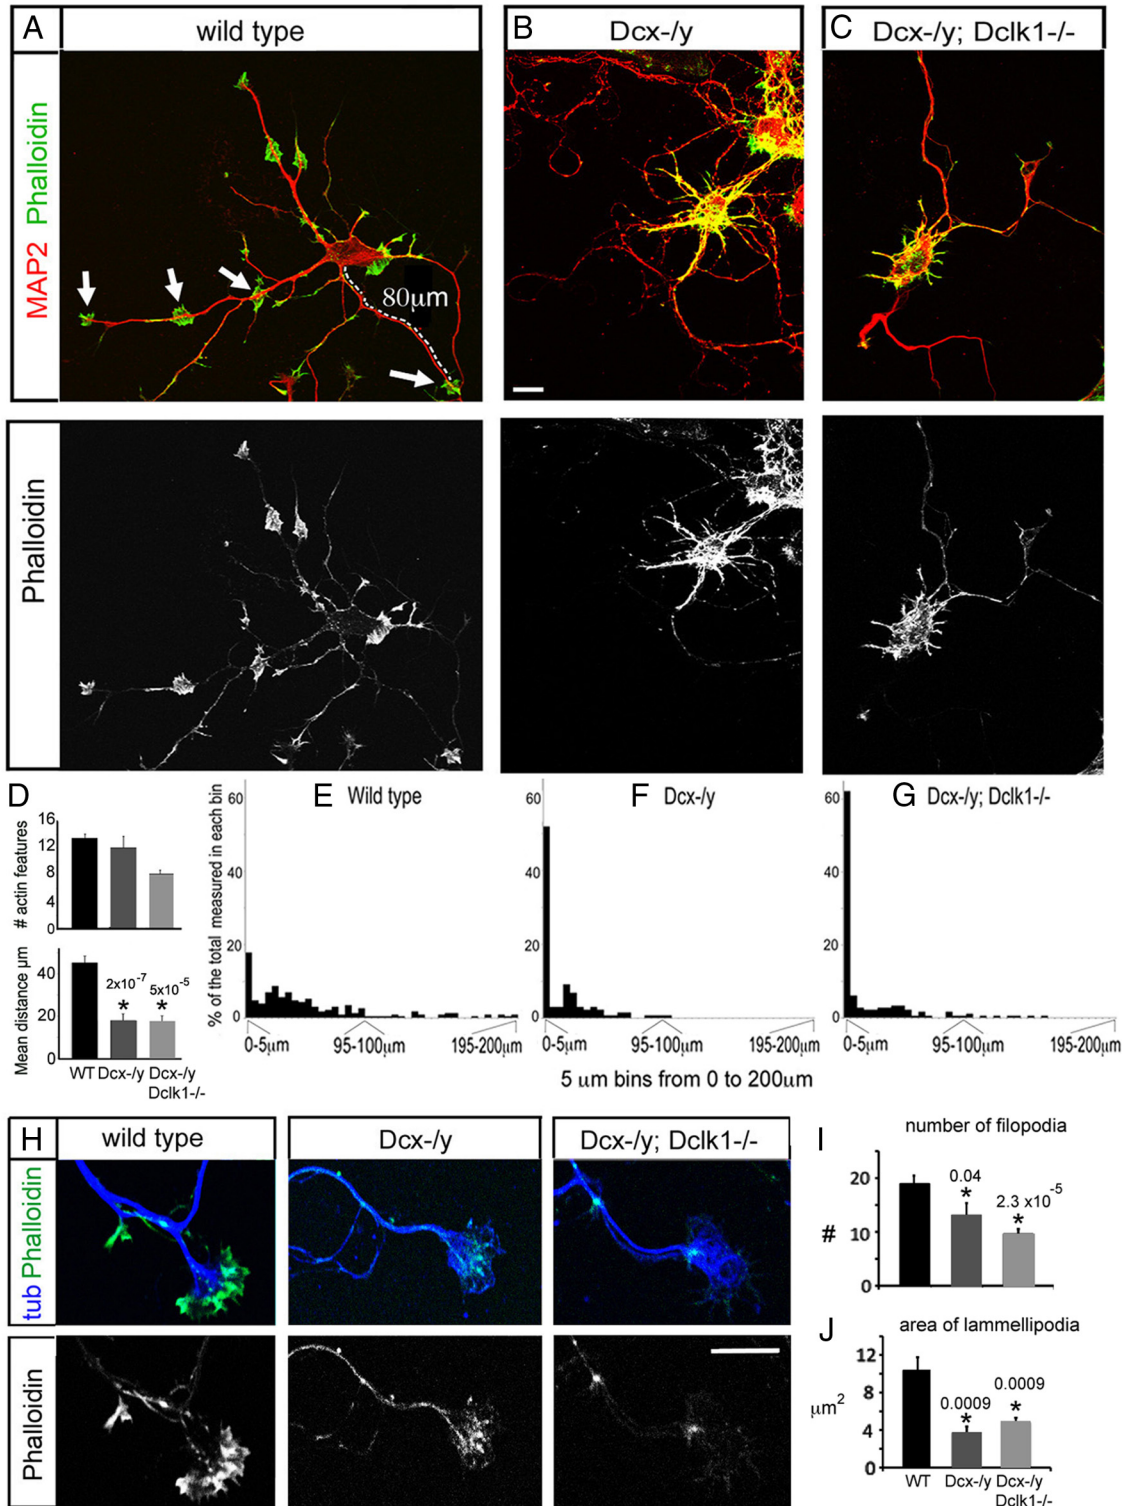 A wild type
B Dcx-/y
C Dcx-/y; Dclk1-/-
MAP2 Phalloidin
80μm
Phalloidin
D
# actin features
16
12
8
4
0
Mean distance μm
40
20
0
2x10-7
*
5x10-5
*
WT Dcx-/y Dcx-/y
Dclk1-/-
E Wild type
% of the total measured in each bin
60
40
20
0
0-5μm 95-100μm 195-200μm
F Dcx-/y
60
40
20
0
0-5μm 95-100μm 195-200μm
G Dcx-/y; Dclk1-/-
60
40
20
0
0-5μm 95-100μm 195-200μm
5 μm bins from 0 to 200μm
H wild type
Dcx-/y
Dcx-/y; Dclk1-/-
tub Phalloidin
Phalloidin
I number of filopodia
#
20
10
0
0.04
*
2.3 x10-5
*
J area of lammellipodia
μm2
12
8
4
0
0.0009
*
0.0009
*
WT Dcx-/y Dcx-/y
Dclk1-/-